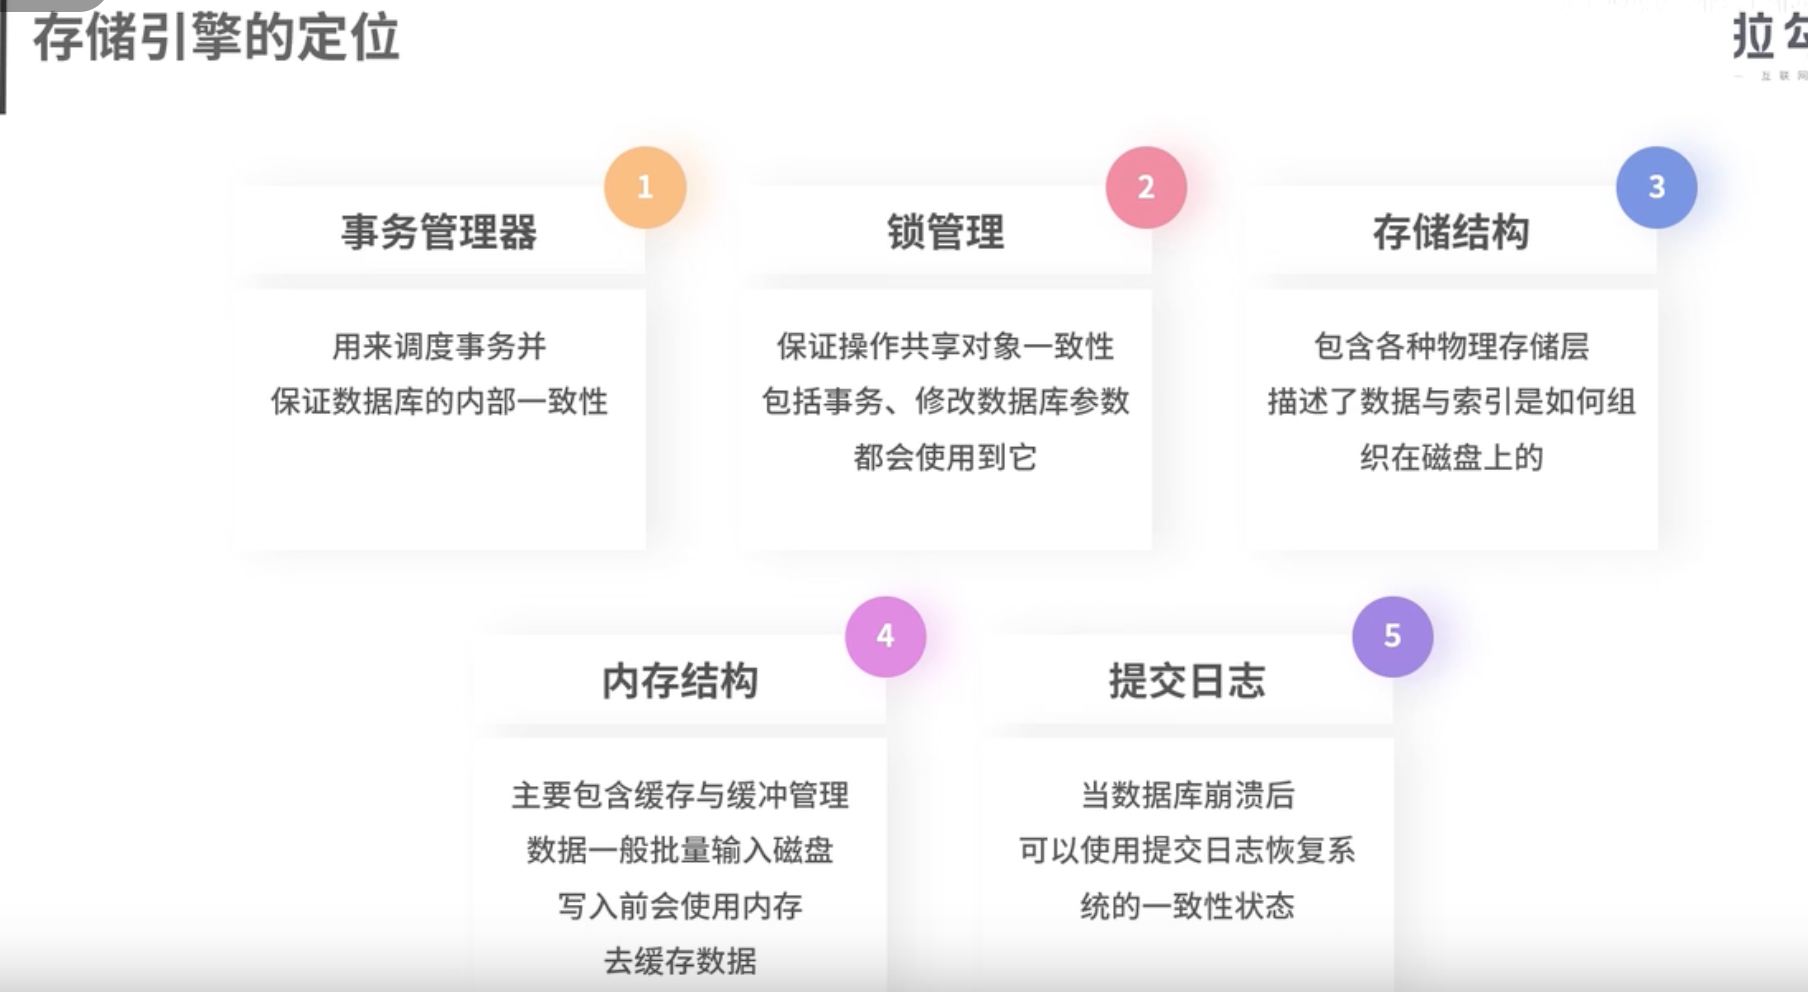 存储引擎的定位
拉勾
互联网
1
事务管理器
用来调度事务并
保证数据库的内部一致性
2
锁管理
保证操作共享对象一致性
包括事务、修改数据库参数
都会使用到它
3
存储结构
包含各种物理存储层
描述了数据与索引是如何组
织在磁盘上的
4
内存结构
主要包含缓存与缓冲管理
数据一般批量输入磁盘
写入前会使用内存
去缓存数据
5
提交日志
当数据库崩溃后
可以使用提交日志恢复系
统的一致性状态